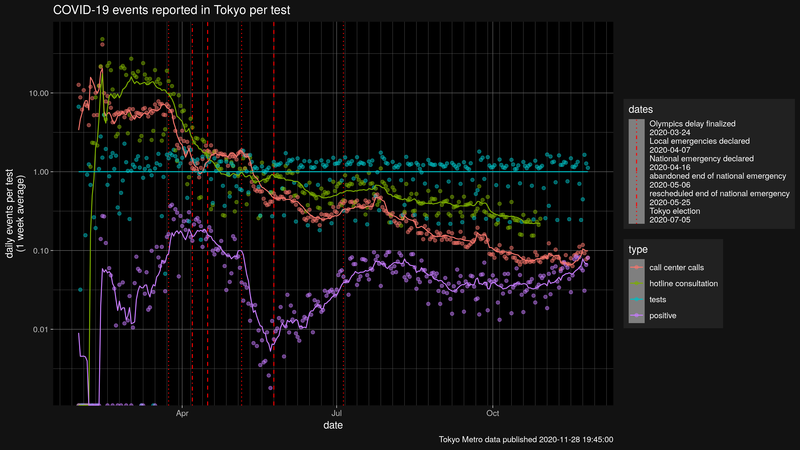 COVID-19 events reported in Tokyo per test
daily events per test
(1 week average)
10.00
1.00
0.10
0.01
Apr
Jul
Oct
date
dates
Olympics delay finalized
2020-03-24
Local emergencies declared
2020-04-07
National emergency declared
2020-04-16
abandoned end of national emergency
2020-05-06
rescheduled end of national emergency
2020-05-25
Tokyo election
2020-07-05
type
call center calls
hotline consultation
tests
positive
Tokyo Metro data published 2020-11-28 19:45:00